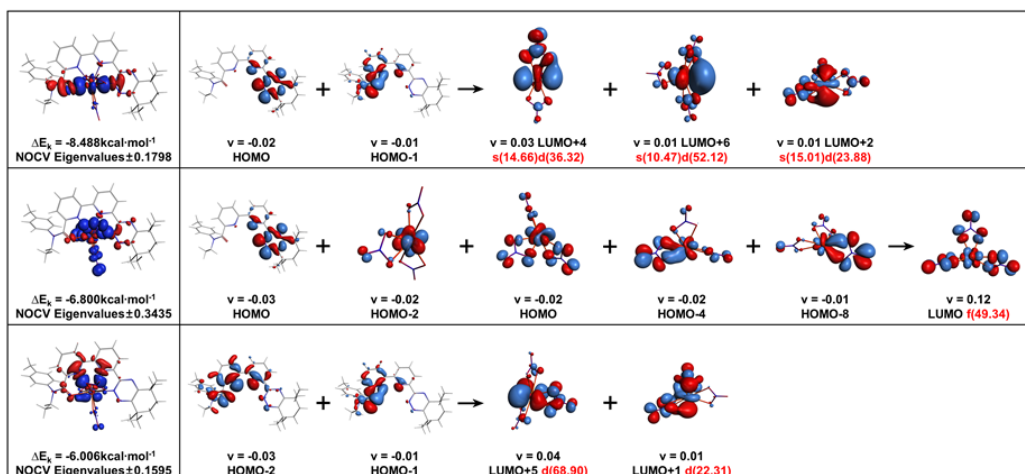 + → + +
ΔE_k = -8.488kcal·mol⁻¹ v = -0.02 v = -0.01 v = 0.03 LUMO+4 v = 0.01 LUMO+6 v = 0.01 LUMO+2
NOCV Eigenvalues±0.1798 HOMO HOMO-1 s(14.66)d(36.32) s(10.47)d(52.12) s(15.01)d(23.88)
+ + + + →
ΔE_k = -6.800kcal·mol⁻¹ v = -0.03 v = -0.02 v = -0.02 v = -0.02 v = -0.01 v = 0.12
NOCV Eigenvalues±0.3435 HOMO HOMO-2 HOMO HOMO-4 HOMO-8 LUMO f(49.34)
+ → +
ΔE_k = -6.006kcal·mol⁻¹ v = -0.03 v = -0.01 v = 0.04 v = 0.01
NOCV Eigenvalues±0.1595 HOMO-2 HOMO-1 LUMO+5 d(68.90) LUMO+1 d(22.31)